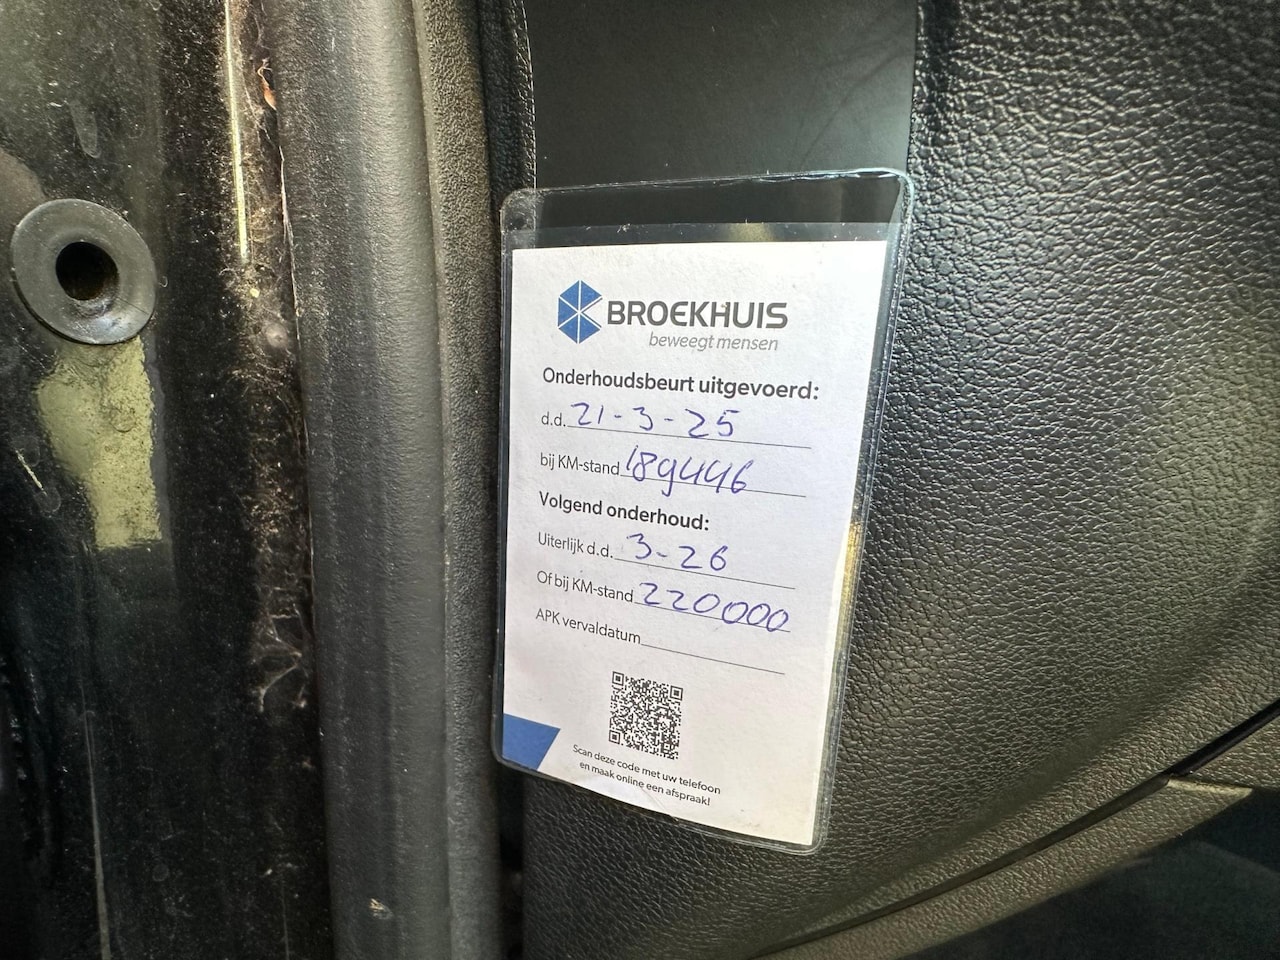 BROEKHUIS
beweegt mensen
Onderhoudsbeurt uitgevoerd:
d.d. 21-3-25
bij KM-stand 189446
Volgend onderhoud:
Uiterlijk d.d. 3-26
Of bij KM-stand 220000
APK vervaldatum
Scan deze code met uw telefoon
en maak online een afspraak!